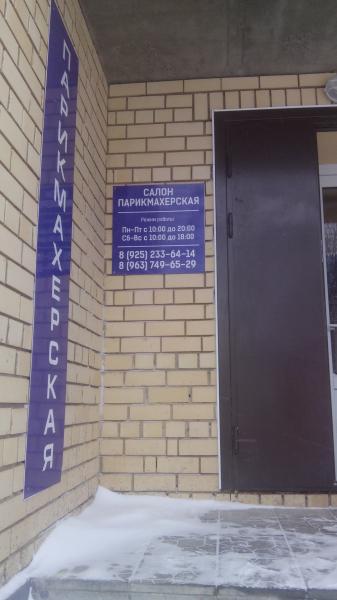 ПАРИКМАХЕРСКАЯ
САЛОН
ПАРИКМАХЕРСКАЯ
Режим работы
Пн-Пт с 10:00 до 20:00
Сб-Вс с 10:00 до 18:00
8 (925) 233-64-14
8 (963) 749-65-29